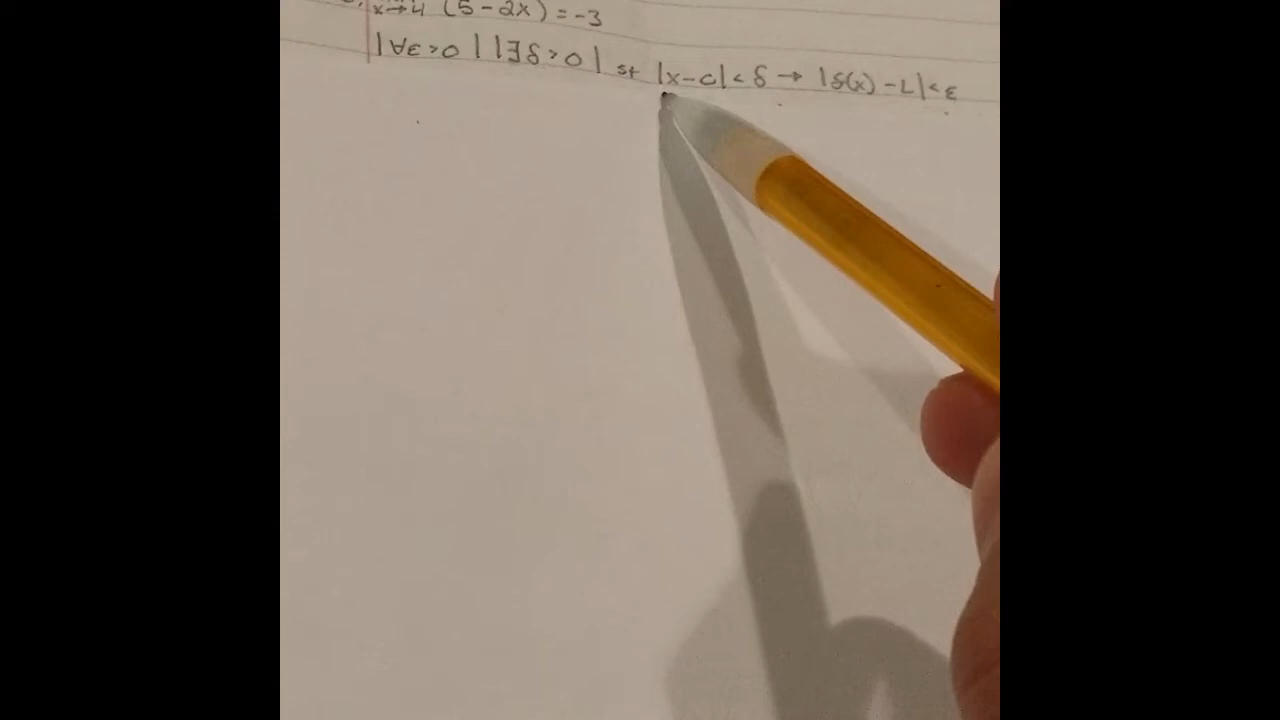 x→4 (5-2x) = -3
|∀ε>0| |∃δ>0| st |x-c|<δ → |f(x)-L|<ε